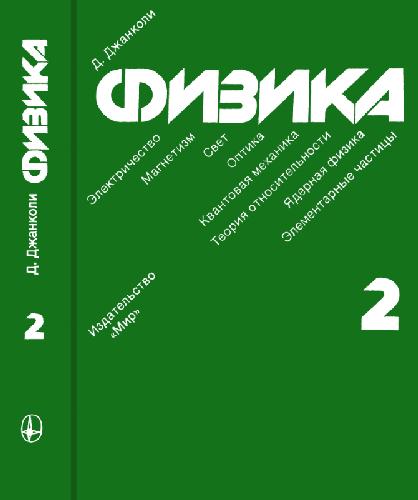 Д. Джанколи
ФИЗИКА
Электричество
Магнетизм
Свет
Оптика
Квантовая механика
Теория относительности
Ядерная физика
Элементарные частицы
2
Издательство
«Мир»
ФИЗИКА
Д. Джанколи
2